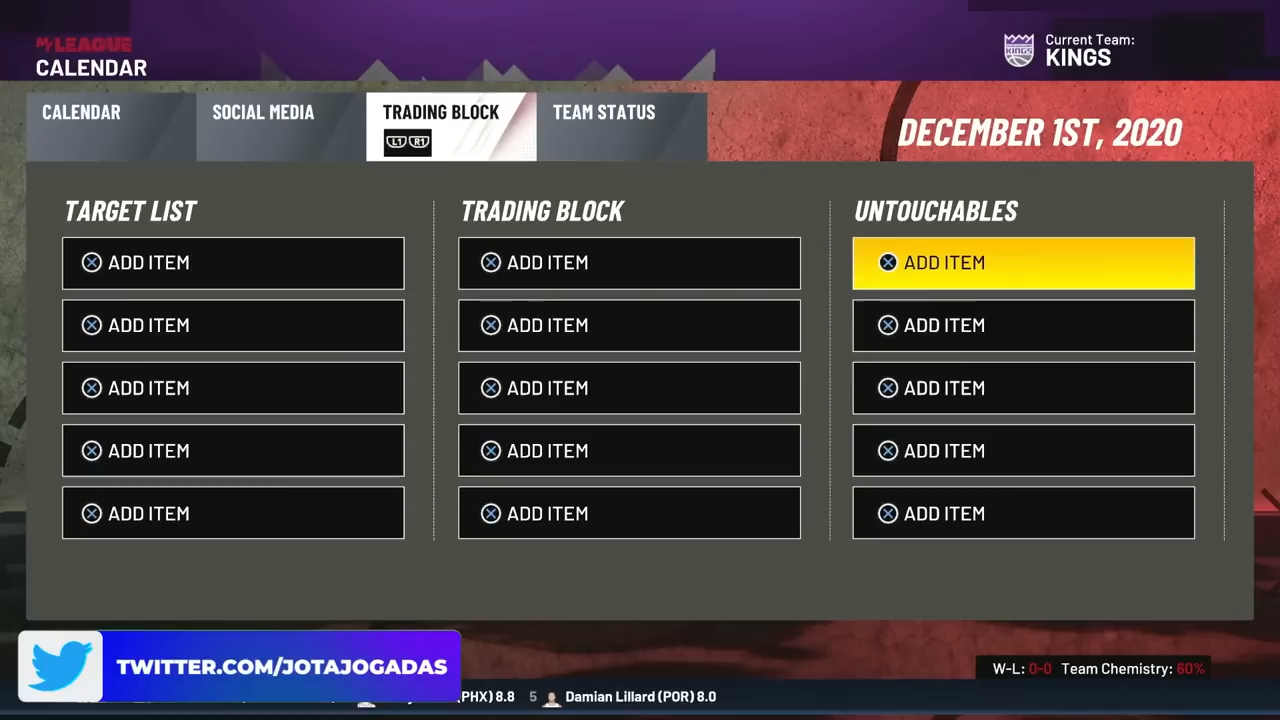 MyLEAGUE
CALENDAR
KINGS
Current Team:
KINGS
CALENDAR
SOCIAL MEDIA
TRADING BLOCK
L1 R1
TEAM STATUS
DECEMBER 1ST, 2020
TARGET LIST
ADD ITEM
ADD ITEM
ADD ITEM
ADD ITEM
ADD ITEM
TRADING BLOCK
ADD ITEM
ADD ITEM
ADD ITEM
ADD ITEM
ADD ITEM
UNTOUCHABLES
ADD ITEM
ADD ITEM
ADD ITEM
ADD ITEM
ADD ITEM
TWITTER.COM/JOTAJOGADAS
W-L: 0-0 Team Chemistry: 60%
(PHX) 8.8 5 Damian Lillard (POR) 8.0